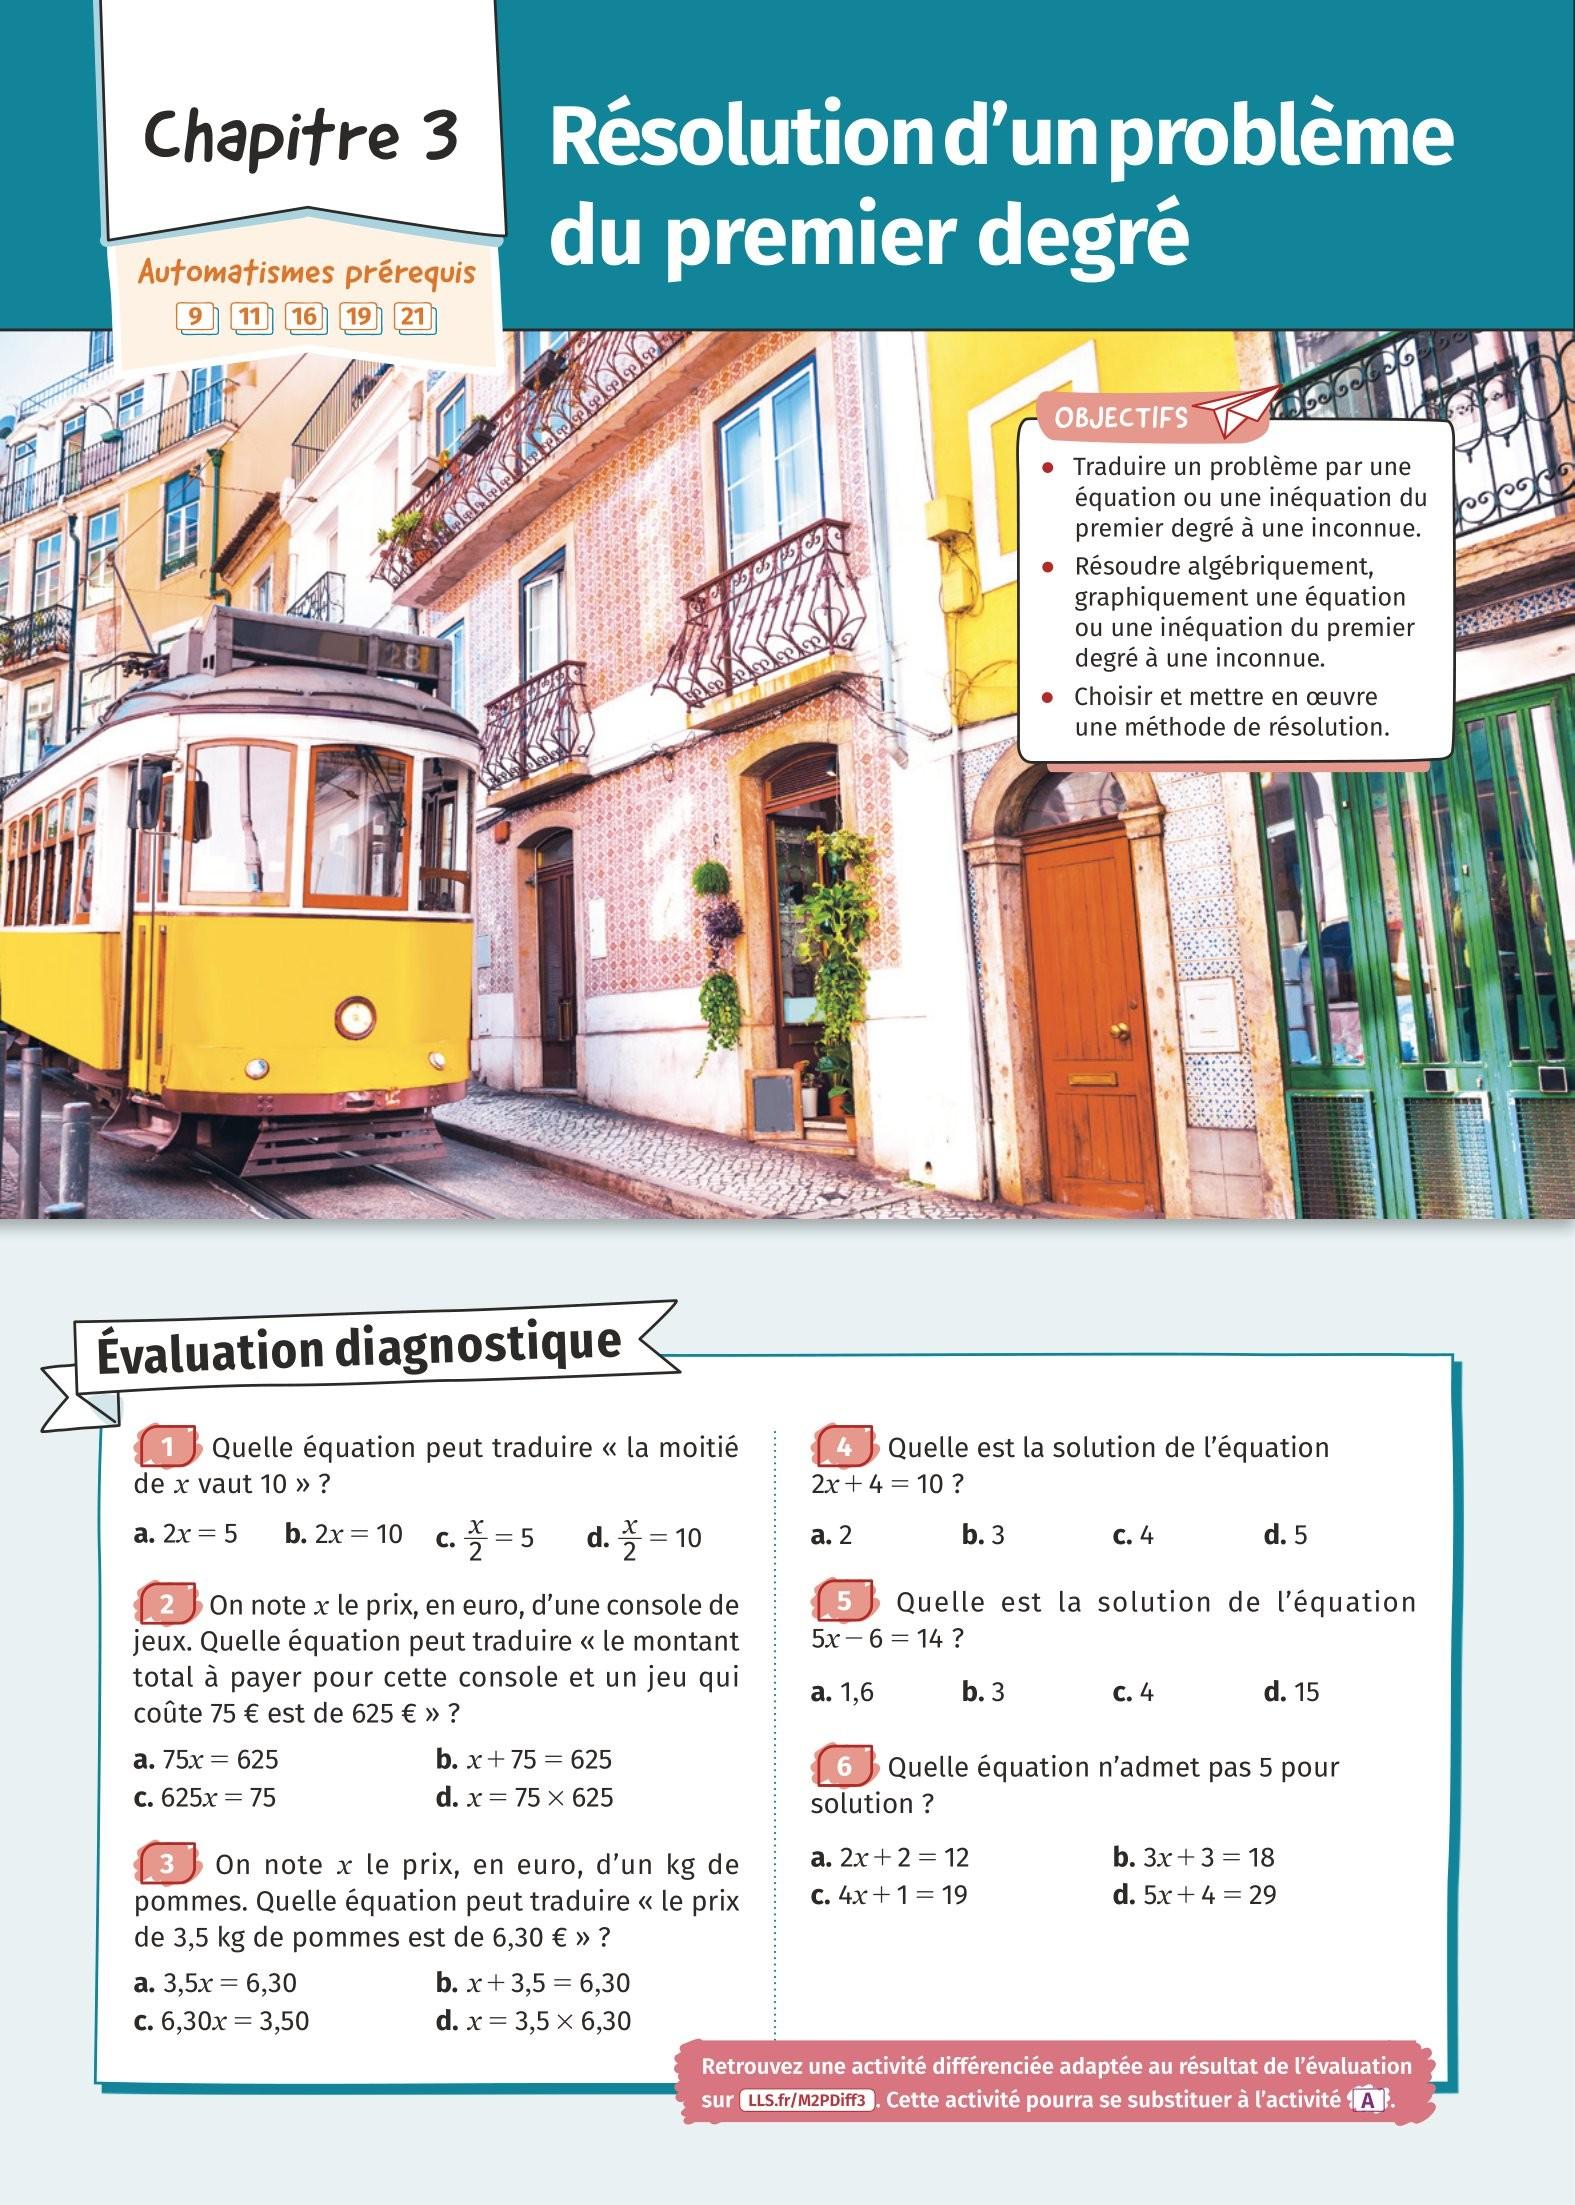 Chapitre 3
Résolution d'un problème
du premier degré
Automatismes prérequis
9 11 16 19 21
28
OBJECTIFS
• Traduire un problème par une
équation ou une inéquation du
premier degré à une inconnue.
• Résoudre algébriquement,
graphiquement une équation
ou une inéquation du premier
degré à une inconnue.
• Choisir et mettre en œuvre
une méthode de résolution.
Évaluation diagnostique
1 Quelle équation peut traduire « la moitié
de x vaut 10 » ?
a. 2x = 5 b. 2x = 10 c. x/2 = 5 d. x/2 = 10
2 On note x le prix, en euro, d'une console de
jeux. Quelle équation peut traduire « le montant
total à payer pour cette console et un jeu qui
coûte 75 € est de 625 € » ?
a. 75x = 625 b. x + 75 = 625
c. 625x = 75 d. x = 75 × 625
3 On note x le prix, en euro, d'un kg de
pommes. Quelle équation peut traduire « le prix
de 3,5 kg de pommes est de 6,30 € » ?
a. 3,5x = 6,30 b. x + 3,5 = 6,30
c. 6,30x = 3,50 d. x = 3,5 × 6,30
4 Quelle est la solution de l'équation
2x + 4 = 10 ?
a. 2 b. 3 c. 4 d. 5
5 Quelle est la solution de l'équation
5x − 6 = 14 ?
a. 1,6 b. 3 c. 4 d. 15
6 Quelle équation n'admet pas 5 pour
solution ?
a. 2x + 2 = 12 b. 3x + 3 = 18
c. 4x + 1 = 19 d. 5x + 4 = 29
Retrouvez une activité différenciée adaptée au résultat de l'évaluation
sur LLS.fr/M2PDiff3. Cette activité pourra se substituer à l'activité A.